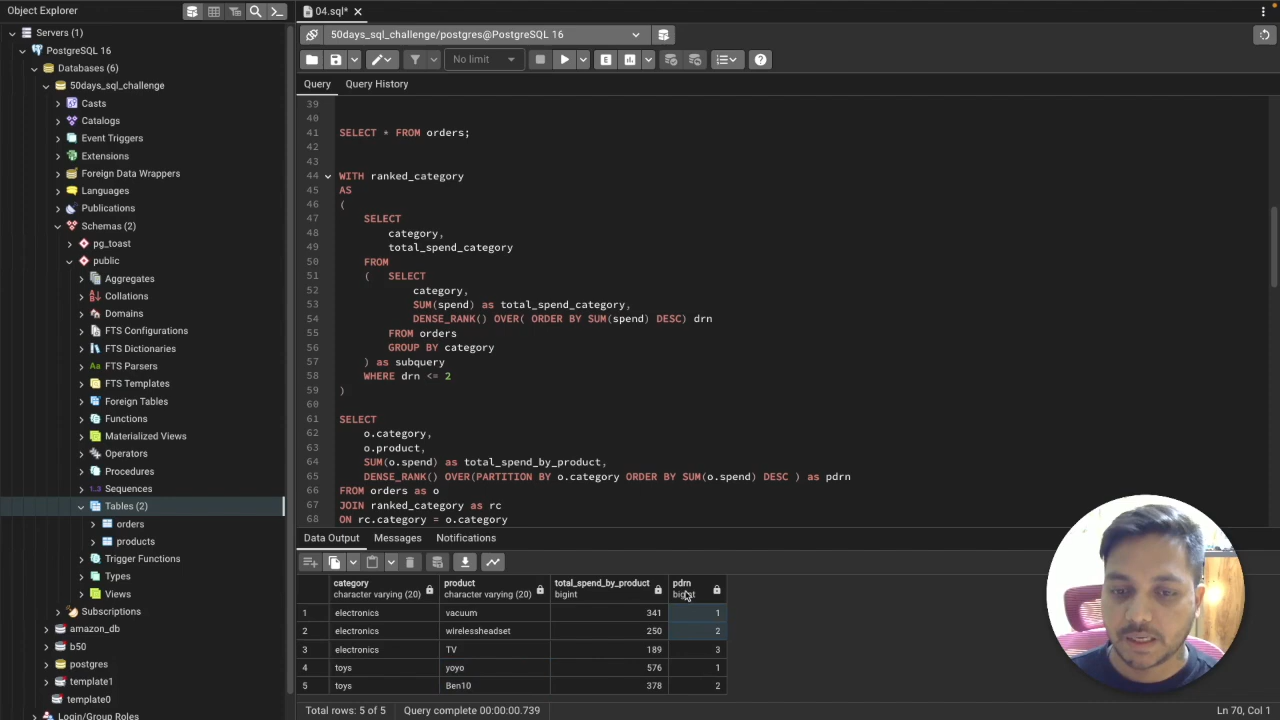 Object Explorer
Servers (1)
PostgreSQL 16
Databases (6)
50days_sql_challenge
Casts
Catalogs
Event Triggers
Extensions
Foreign Data Wrappers
Languages
Publications
Schemas (2)
pg_toast
public
Aggregates
Collations
Domains
FTS Configurations
FTS Dictionaries
FTS Parsers
FTS Templates
Foreign Tables
Functions
Materialized Views
Operators
Procedures
Sequences
Tables (2)
orders
products
Trigger Functions
Types
Views
Subscriptions
amazon_db
b50
postgres
template1
template0
Login/Group Roles
04.sql*
50days_sql_challenge/postgres@PostgreSQL 16
No limit
Query Query History
39
40
41 SELECT * FROM orders;
42
43
44 WITH ranked_category
45 AS
46 (
47 SELECT
48 category,
49 total_spend_category
50 FROM
51 ( SELECT
52 category,
53 SUM(spend) as total_spend_category,
54 DENSE_RANK() OVER( ORDER BY SUM(spend) DESC) drn
55 FROM orders
56 GROUP BY category
57 ) as subquery
58 WHERE drn <= 2
59 )
60
61 SELECT
62 o.category,
63 o.product,
64 SUM(o.spend) as total_spend_by_product,
65 DENSE_RANK() OVER(PARTITION BY o.category ORDER BY SUM(o.spend) DESC ) as pdrn
66 FROM orders as o
67 JOIN ranked_category as rc
68 ON rc.category = o.category
Data Output Messages Notifications
category product total_spend_by_product pdrn
character varying (20) character varying (20) bigint bigint
1 electronics vacuum 341 1
2 electronics wirelessheadset 250 2
3 electronics TV 189 3
4 toys yoyo 576 1
5 toys Ben10 378 2
Total rows: 5 of 5 Query complete 00:00:00.739 Ln 70, Col 1